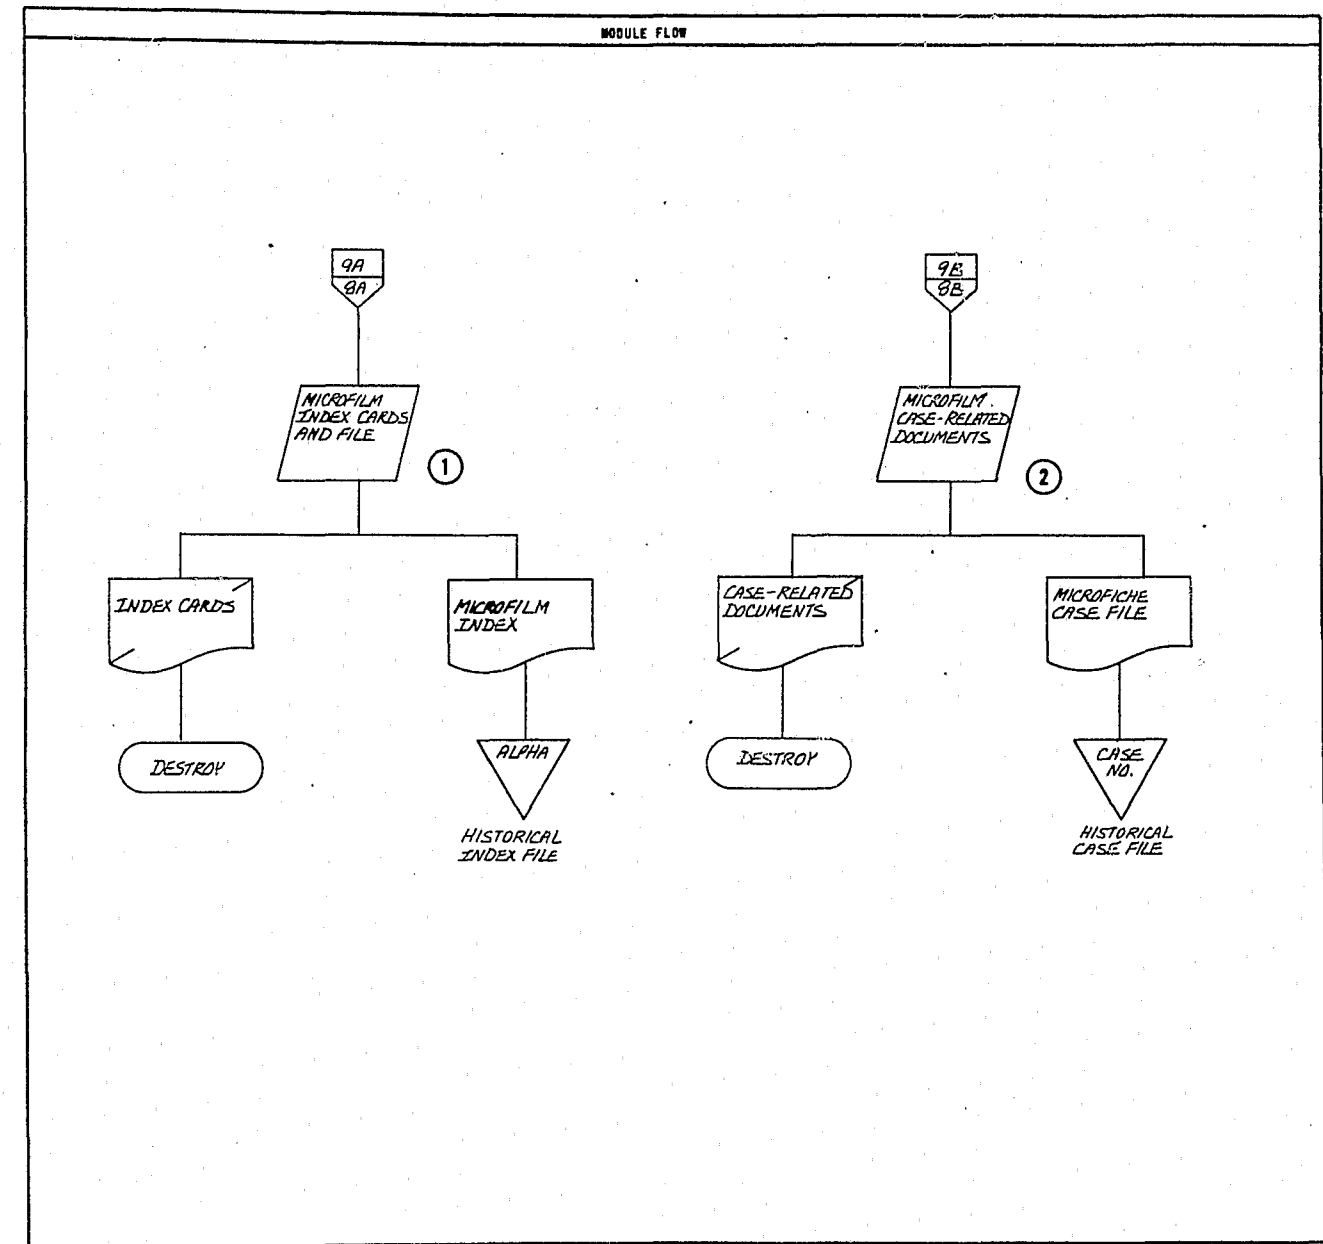 MODULE FLOW
9A
8A
MICROFILM
INDEX CARDS
AND FILE
1
INDEX CARDS
MICROFILM
INDEX
DESTROY
ALPHA
HISTORICAL
INDEX FILE
9B
8B
MICROFILM
CASE-RELATED
DOCUMENTS
2
CASE-RELATED
DOCUMENTS
MICROFICHE
CASE FILE
DESTROY
CASE
NO.
HISTORICAL
CASE FILE